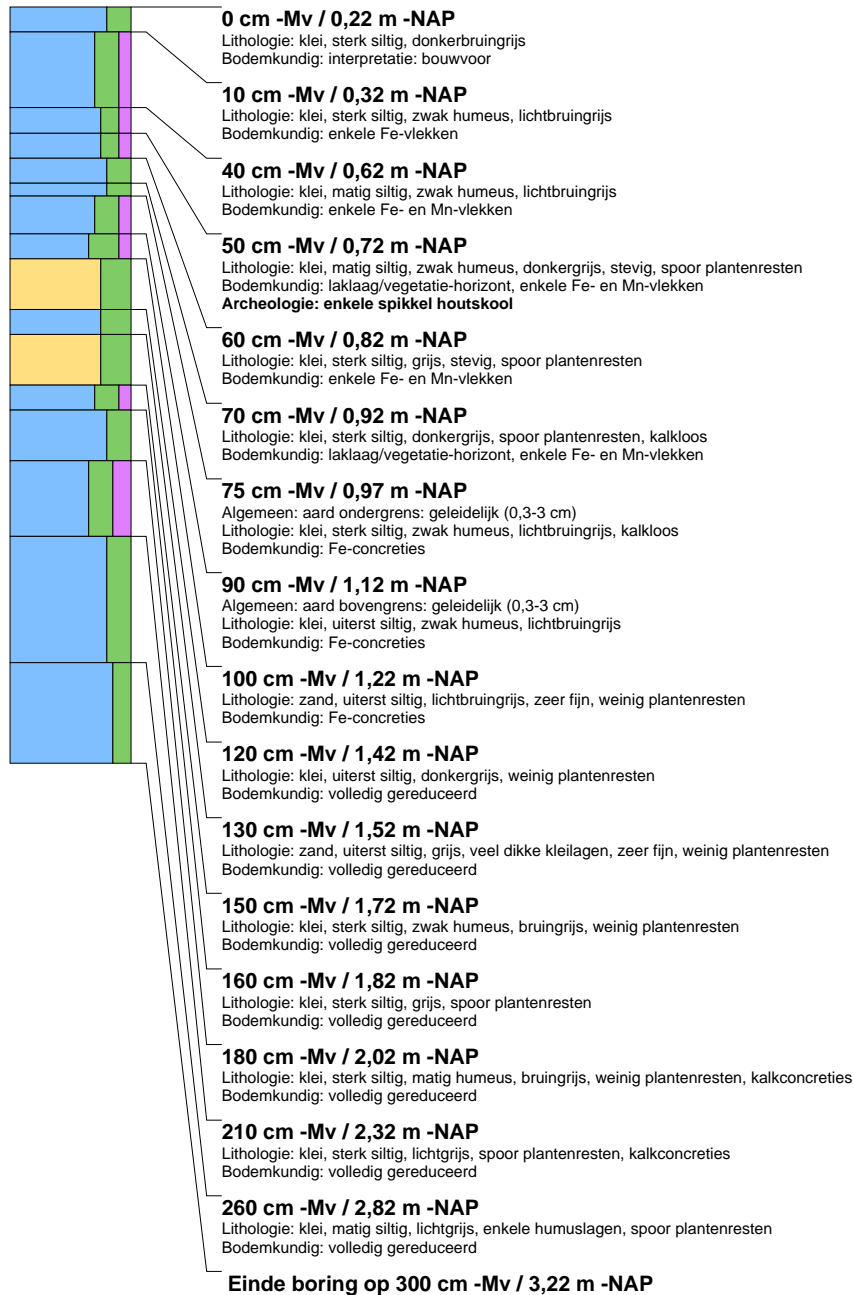 0 cm -Mv / 0,22 m -NAP
Lithologie: klei, sterk siltig, donkerbruingrijs
Bodemkundig: interpretatie: bouwvoor
10 cm -Mv / 0,32 m -NAP
Lithologie: klei, sterk siltig, zwak humeus, lichtbruingrijs
Bodemkundig: enkele Fe-vlekken
40 cm -Mv / 0,62 m -NAP
Lithologie: klei, matig siltig, zwak humeus, lichtbruingrijs
Bodemkundig: enkele Fe- en Mn-vlekken
50 cm -Mv / 0,72 m -NAP
Lithologie: klei, matig siltig, zwak humeus, donkergrijs, stevig, spoor plantenresten
Bodemkundig: laklaag/vegetatie-horizont, enkele Fe- en Mn-vlekken
Archeologie: enkele spikkel houtskool
60 cm -Mv / 0,82 m -NAP
Lithologie: klei, sterk siltig, grijs, stevig, spoor plantenresten
Bodemkundig: enkele Fe- en Mn-vlekken
70 cm -Mv / 0,92 m -NAP
Lithologie: klei, sterk siltig, donkergrijs, spoor plantenresten, kalkloos
Bodemkundig: laklaag/vegetatie-horizont, enkele Fe- en Mn-vlekken
75 cm -Mv / 0,97 m -NAP
Algemeen: aard ondergrens: geleidelijk (0,3-3 cm)
Lithologie: klei, sterk siltig, zwak humeus, lichtbruingrijs, kalkloos
Bodemkundig: Fe-concreties
90 cm -Mv / 1,12 m -NAP
Algemeen: aard bovengrens: geleidelijk (0,3-3 cm)
Lithologie: klei, uiterst siltig, zwak humeus, lichtbruingrijs
Bodemkundig: Fe-concreties
100 cm -Mv / 1,22 m -NAP
Lithologie: zand, uiterst siltig, lichtbruingrijs, zeer fijn, weinig plantenresten
Bodemkundig: Fe-concreties
120 cm -Mv / 1,42 m -NAP
Lithologie: klei, uiterst siltig, donkergrijs, weinig plantenresten
Bodemkundig: volledig gereduceerd
130 cm -Mv / 1,52 m -NAP
Lithologie: zand, uiterst siltig, grijs, veel dikke kleilagen, zeer fijn, weinig plantenresten
Bodemkundig: volledig gereduceerd
150 cm -Mv / 1,72 m -NAP
Lithologie: klei, sterk siltig, zwak humeus, bruingrijs, weinig plantenresten
Bodemkundig: volledig gereduceerd
160 cm -Mv / 1,82 m -NAP
Lithologie: klei, sterk siltig, grijs, spoor plantenresten
Bodemkundig: volledig gereduceerd
180 cm -Mv / 2,02 m -NAP
Lithologie: klei, sterk siltig, matig humeus, bruingrijs, weinig plantenresten, kalkconcreties
Bodemkundig: volledig gereduceerd
210 cm -Mv / 2,32 m -NAP
Lithologie: klei, sterk siltig, lichtgrijs, spoor plantenresten, kalkconcreties
Bodemkundig: volledig gereduceerd
260 cm -Mv / 2,82 m -NAP
Lithologie: klei, matig siltig, lichtgrijs, enkele humuslagen, spoor plantenresten
Bodemkundig: volledig gereduceerd
Einde boring op 300 cm -Mv / 3,22 m -NAP